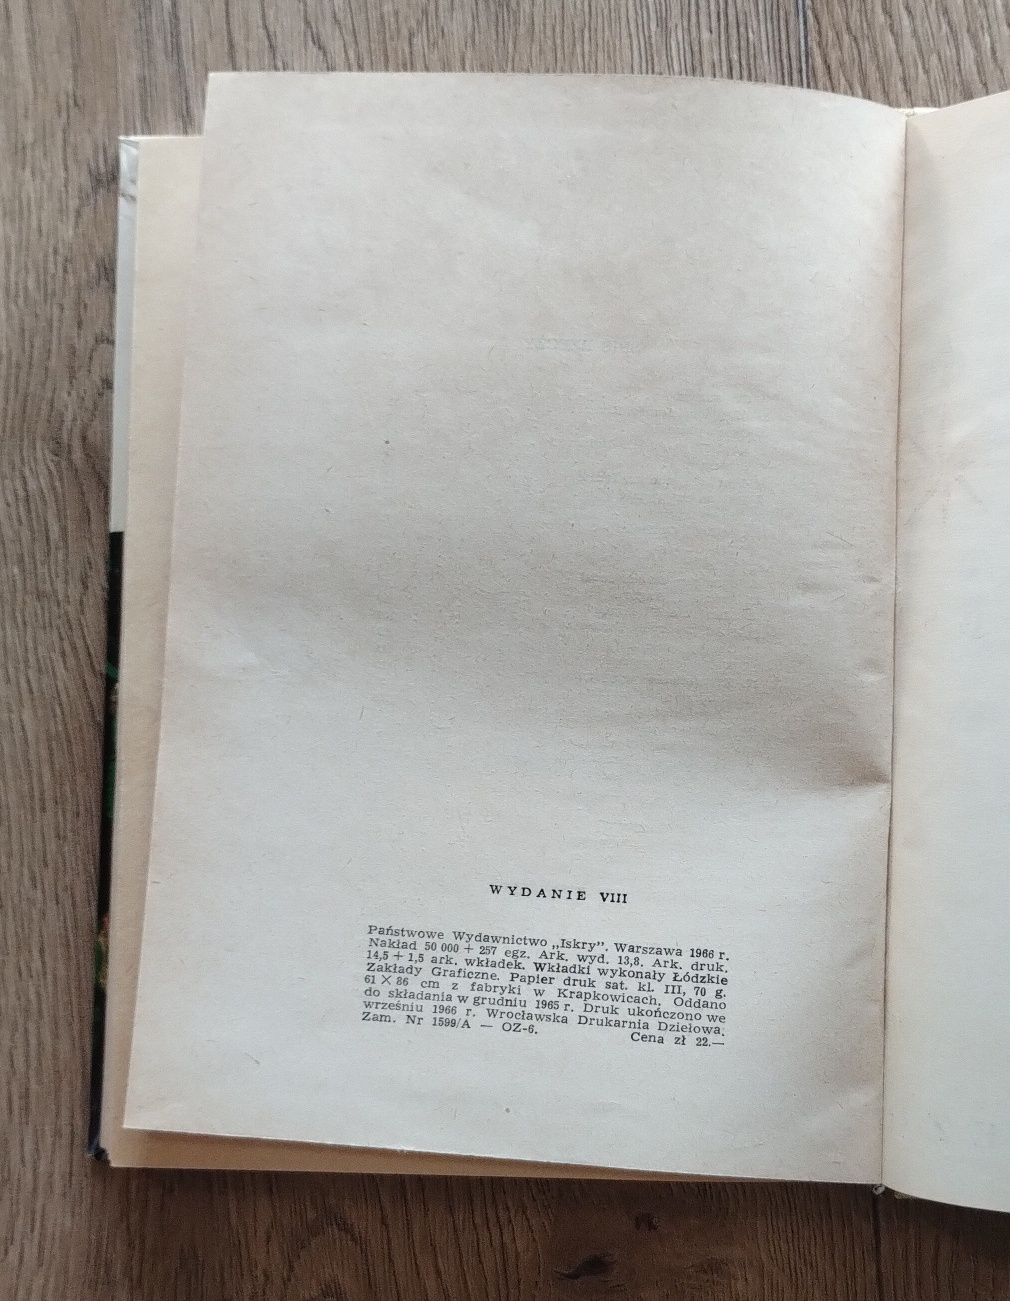 WYDANIE VIII
Państwowe Wydawnictwo „Iskry”. Warszawa 1966 r.
Nakład 50 000 + 257 egz. Ark. wyd. 13,8. Ark. druk.
14,5 + 1,5 ark. wkładek. Wkładki wykonały Łódzkie
Zakłady Graficzne. Papier druk sat. kl. III, 70 g.
61 × 86 cm z fabryki w Krapkowicach. Oddano
do składania w grudniu 1965 r. Druk ukończono we
wrześniu 1966 r. Wrocławska Drukarnia Dziełowa.
Zam. Nr 1599/A — OZ-6. Cena zł 22.—